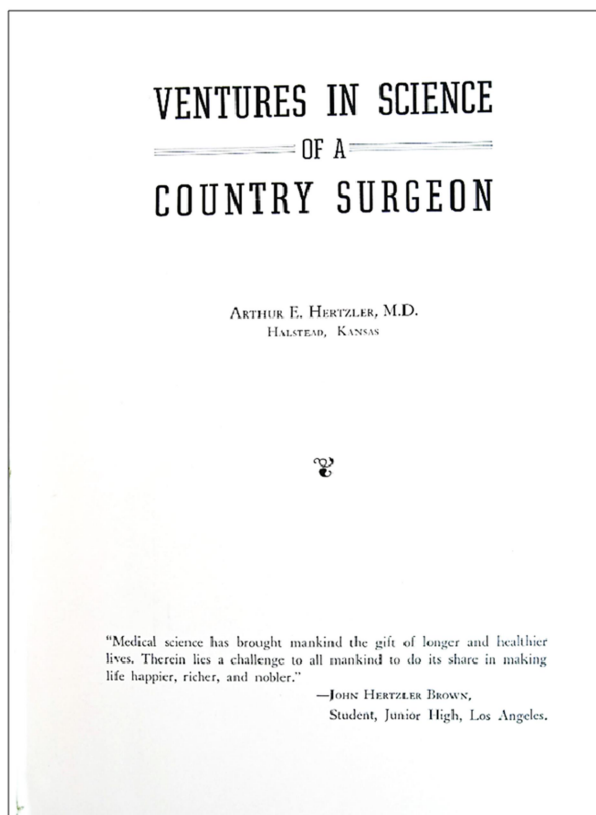 VENTURES IN SCIENCE
OF A
COUNTRY SURGEON
ARTHUR E. HERTZLER, M.D.
HALSTEAD, KANSAS
"Medical science has brought mankind the gift of longer and healthier
lives. Therein lies a challenge to all mankind to do its share in making
life happier, richer, and nobler."
—JOHN HERTZLER BROWN,
Student, Junior High, Los Angeles.